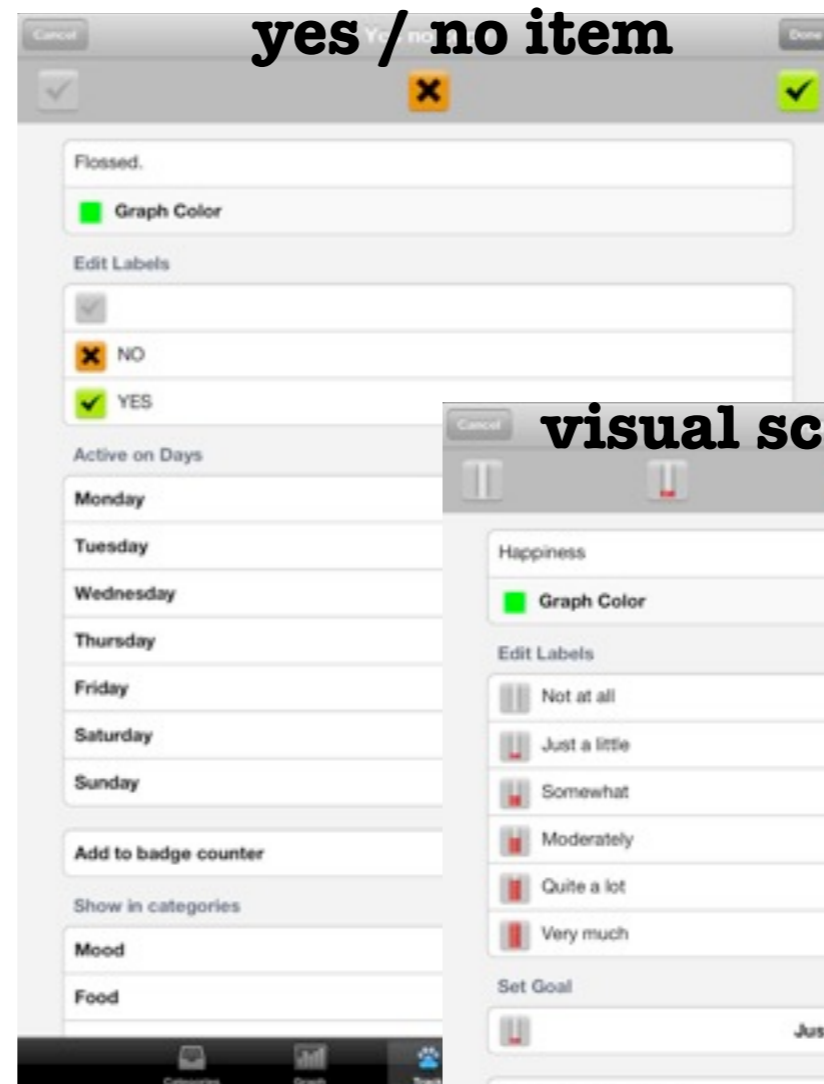 Cancel
yes / no item
Done
Flossed.
Graph Color
Edit Labels
NO
YES
Active on Days
Monday
Tuesday
Wednesday
Thursday
Friday
Saturday
Sunday
Add to badge counter
Show in categories
Mood
Food
Categories
Graph
Cancel
visual sc
Happiness
Graph Color
Edit Labels
Not at all
Just a little
Somewhat
Moderately
Quite a lot
Very much
Set Goal
Jus